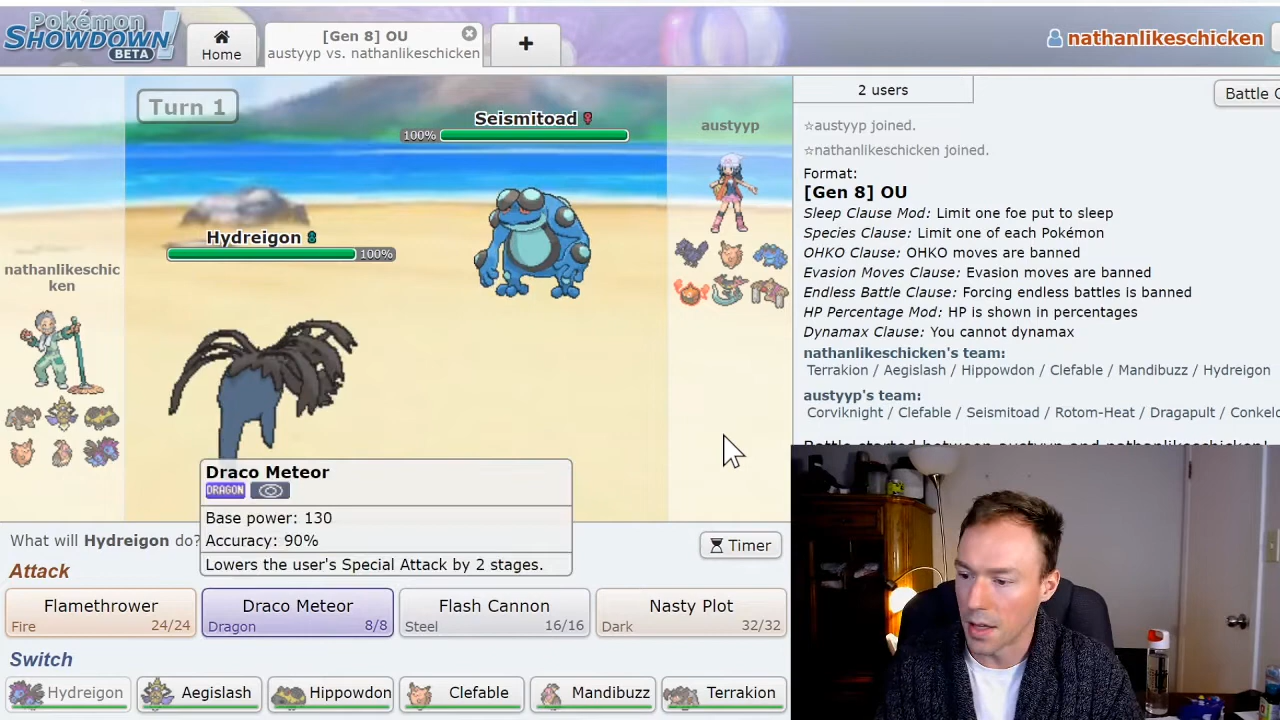 Pokémon
SHOWDOWN!
BETA
Home
[Gen 8] OU
austyyp vs. nathanlikeschicken
+
nathanlikeschicken
Turn 1
Seismitoad
100%
Hydreigon
100%
nathanlikeschic
ken
austyyp
2 users
Battle
☆austyyp joined.
☆nathanlikeschicken joined.
Format:
[Gen 8] OU
Sleep Clause Mod: Limit one foe put to sleep
Species Clause: Limit one of each Pokémon
OHKO Clause: OHKO moves are banned
Evasion Moves Clause: Evasion moves are banned
Endless Battle Clause: Forcing endless battles is banned
HP Percentage Mod: HP is shown in percentages
Dynamax Clause: You cannot dynamax
nathanlikeschicken's team:
Terrakion / Aegislash / Hippowdon / Clefable / Mandibuzz / Hydreigon
austyyp's team:
Corviknight / Clefable / Seismitoad / Rotom-Heat / Dragapult / Conkel
Battle started between austyyp and nathanlikeschicken!
Draco Meteor
DRAGON
Base power: 130
Accuracy: 90%
Lowers the user's Special Attack by 2 stages.
What will Hydreigon do?
Timer
Attack
Flamethrower
Fire 24/24
Draco Meteor
Dragon 8/8
Flash Cannon
Steel 16/16
Nasty Plot
Dark 32/32
Switch
Hydreigon
Aegislash
Hippowdon
Clefable
Mandibuzz
Terrakion